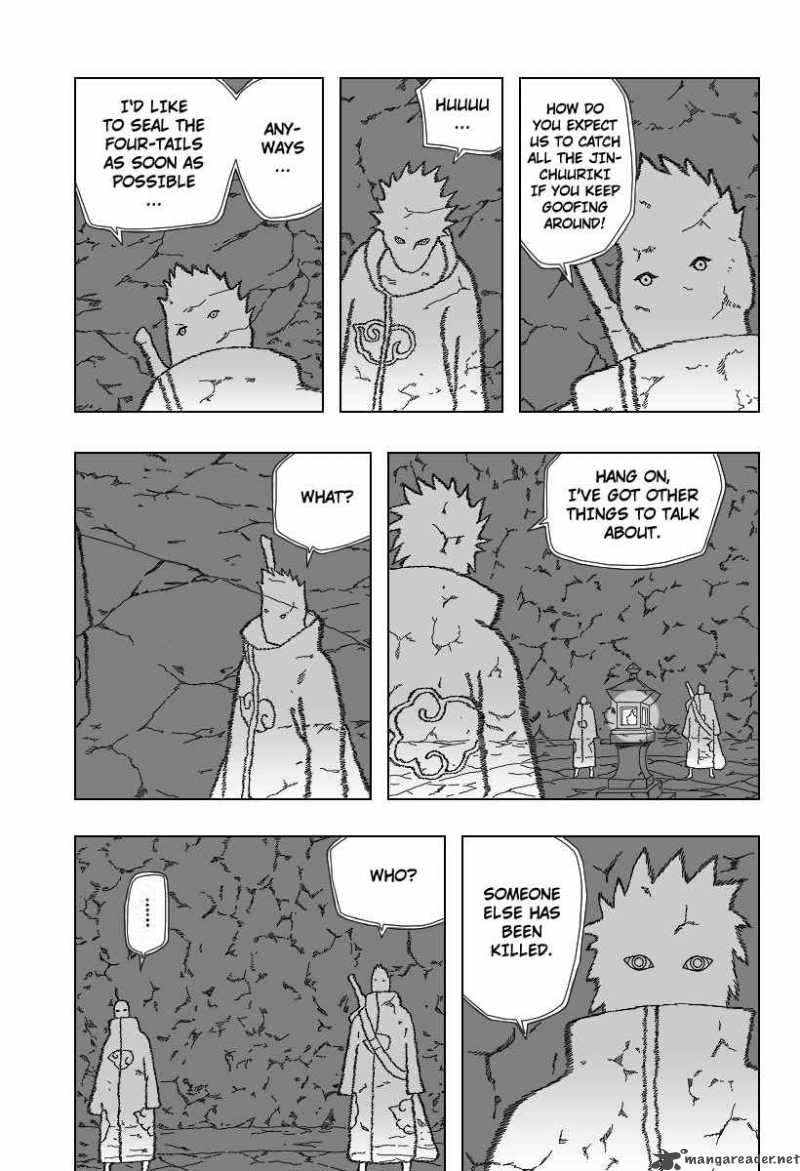 HOW DO
YOU EXPECT
US TO CATCH
ALL THE JIN-
CHUURIKI
IF YOU KEEP
GOOFING
AROUND!
HUUUU
...
ANY-
WAYS
...
I'D LIKE
TO SEAL THE
FOUR-TAILS
AS SOON AS
POSSIBLE
...
HANG ON,
I'VE GOT OTHER
THINGS TO TALK
ABOUT.
WHAT?
SOMEONE
ELSE HAS
BEEN
KILLED.
WHO?
......
mangareader.net